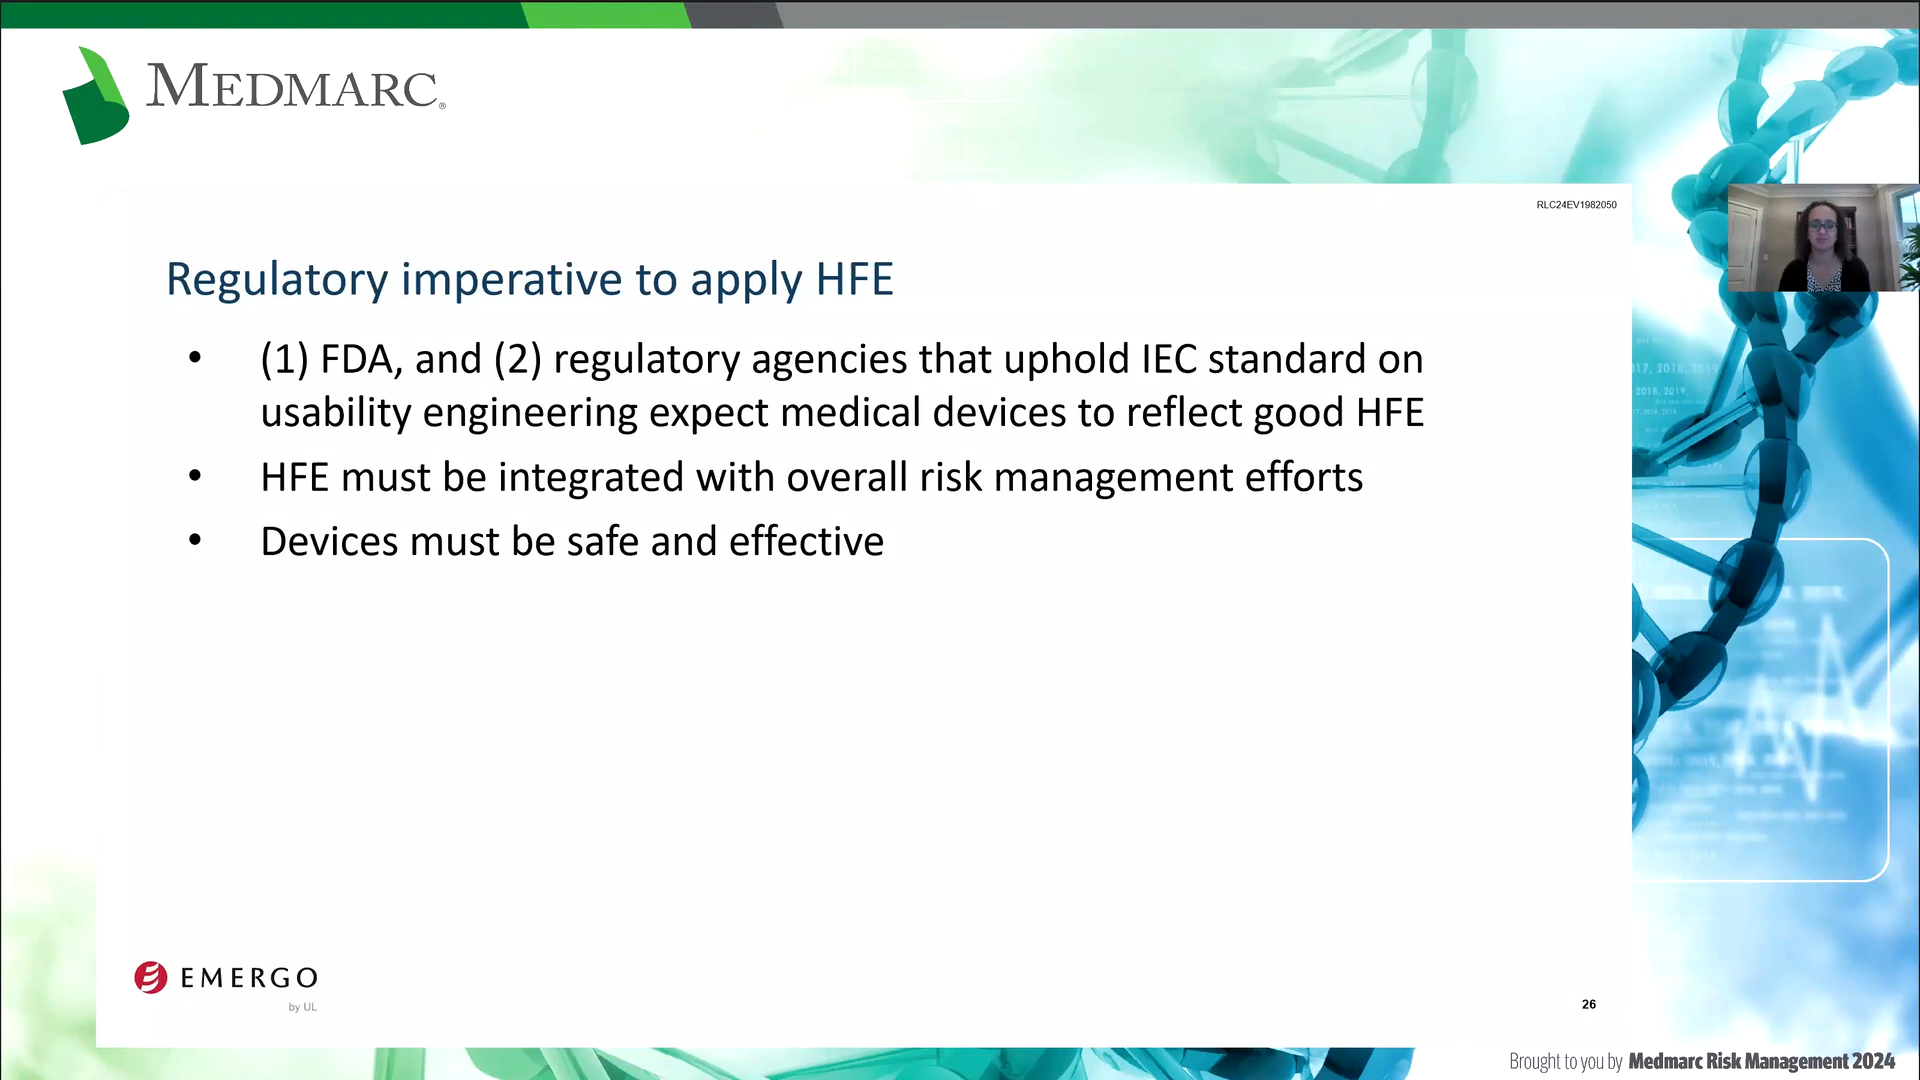 MEDMARC®
RLC24EV1982050
Regulatory imperative to apply HFE
• (1) FDA, and (2) regulatory agencies that uphold IEC standard on
usability engineering expect medical devices to reflect good HFE
• HFE must be integrated with overall risk management efforts
• Devices must be safe and effective
EMERGO
by UL
26
Brought to you by Medmarc Risk Management 2024